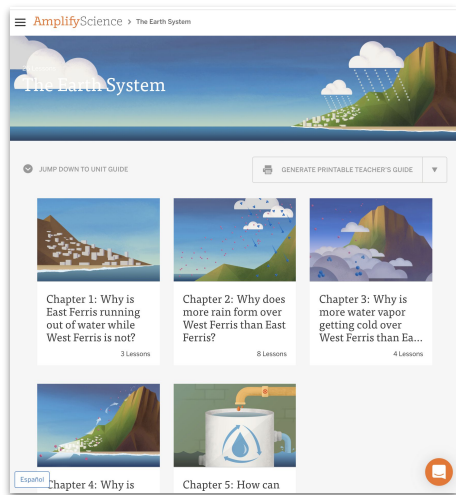 AmplifyScience > The Earth System
The Earth System
JUMP DOWN TO UNIT GUIDE
GENERATE PRINTABLE TEACHER'S GUIDE
Chapter 1: Why is
East Ferris running
out of water while
West Ferris is not?
3 Lessons
Chapter 2: Why does
more rain form over
West Ferris than East
Ferris?
8 Lessons
Chapter 3: Why is
more water vapor
getting cold over
West Ferris than Ea...
4 Lessons
Chapter 4: Why is
Chapter 5: How can
Español